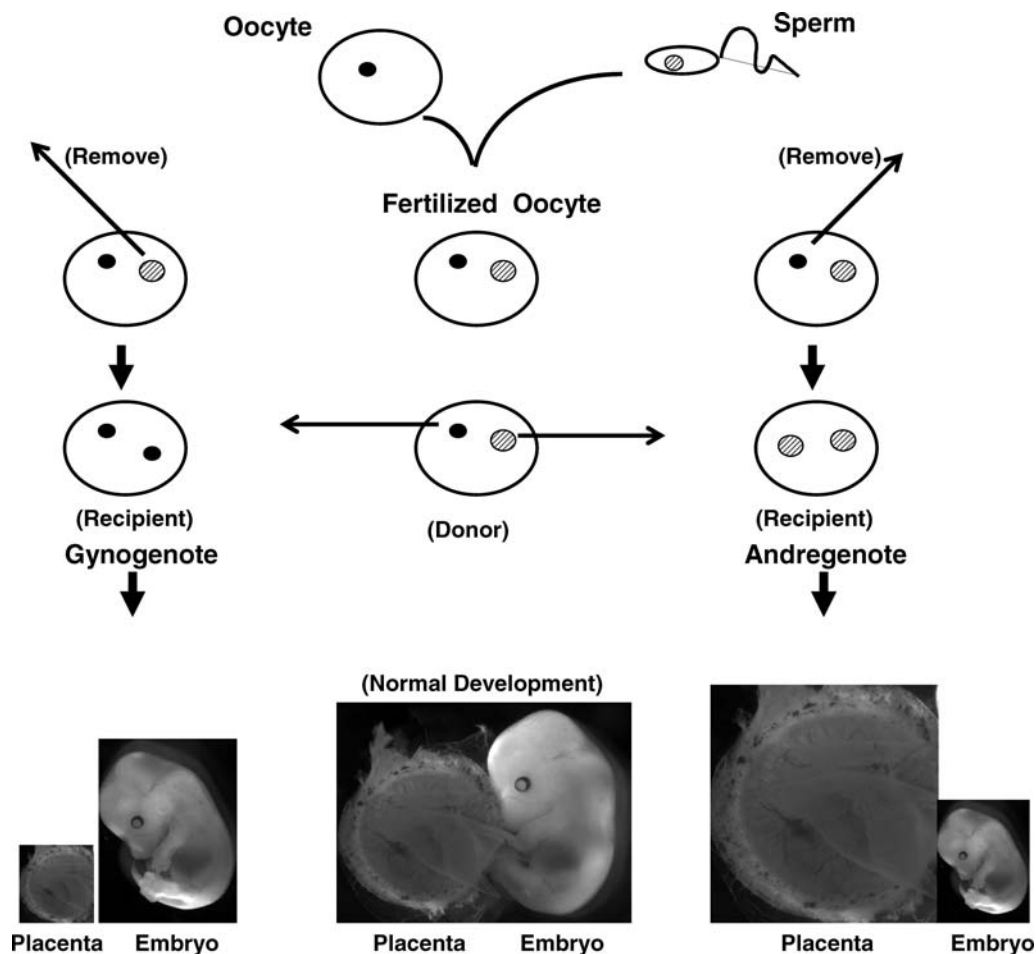 Oocyte
Sperm
(Remove)
(Remove)
Fertilized Oocyte
(Recipient)
(Donor)
(Recipient)
Gynogenote
Andregenote
(Normal Development)
Placenta
Embryo
Placenta
Embryo
Placenta
Embryo